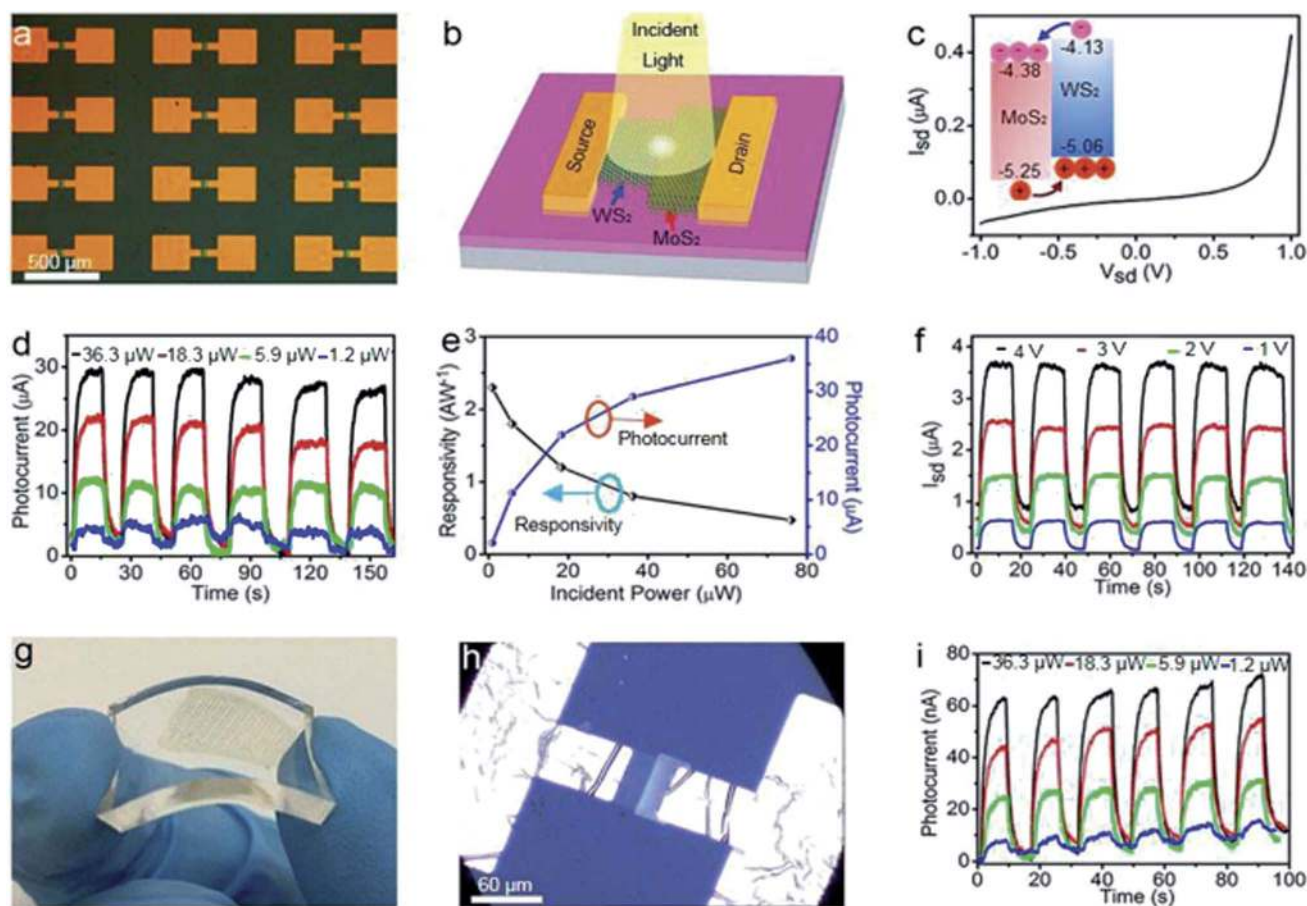 a
500 µm
b
Incident
Light
Source
Drain
WS₂
MoS₂
c
Isd (µA)
0.4
0.2
0.0
-1.0 -0.5 0.0 0.5 1.0
Vsd (V)
-4.13
-4.38
WS₂
MoS₂
-5.06
-5.25
d
36.3 µW 18.3 µW 5.9 µW 1.2 µW
Photocurrent (µA)
30
20
10
0
0 30 60 90 120 150
Time (s)
e
Responsivity (AW⁻¹)
3
2
1
0
40
30
20
10
0
Photocurrent
(µA)
Photocurrent
Responsivity
0 20 40 60 80
Incident Power (µW)
f
4 V 3 V 2 V 1 V
Isd (µA)
4
3
2
1
0
0 20 40 60 80 100 120 140
Time (s)
g
h
60 µm
i
36.3 µW 18.3 µW 5.9 µW 1.2 µW
Photocurrent (nA)
80
60
40
20
0
0 20 40 60 80 100
Time (s)